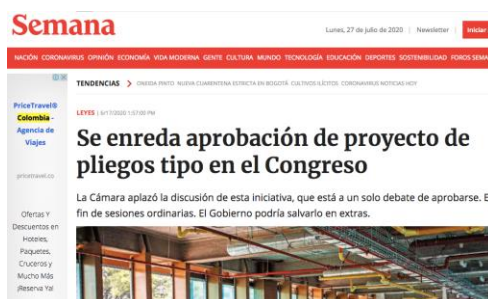 Semana
Lunes, 27 de julio de 2020 | Newsletter | Iniciar
NACIÓN CORONAVIRUS OPINIÓN ECONOMÍA VIDA MODERNA GENTE CULTURA MUNDO TECNOLOGÍA EDUCACIÓN DEPORTES SOSTENIBILIDAD FOROS SEMA
TENDENCIAS > ONEIDA PINTO NUEVA CUARENTENA ESTRICTA EN BOGOTÁ CULTIVOS ILÍCITOS CORONAVIRUS NOTICIAS HOY
PriceTravel®
Colombia -
Agencia de
Viajes
pricetravel.co
Ofertas Y
Descuentos en
Hoteles,
Paquetes,
Cruceros y
Mucho Más
¡Reserva Ya!
LEYES | 6/17/2020 1:57:00 PM
Se enreda aprobación de proyecto de
pliegos tipo en el Congreso
La Cámara aplazó la discusión de esta iniciativa, que está a un solo debate de aprobarse. E
fin de sesiones ordinarias. El Gobierno podría salvarlo en extras.